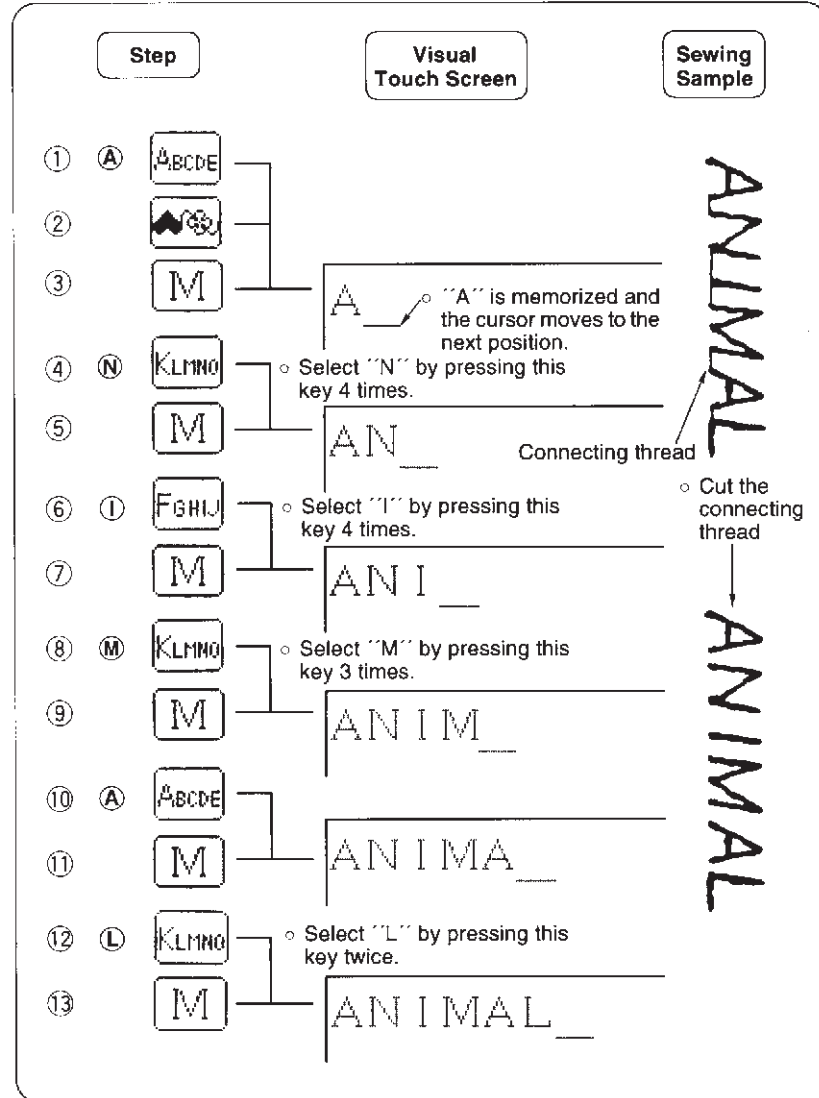 Step
Visual
Touch Screen
Sewing
Sample
① Ⓐ ABCDE
②
③ M
A_
○ ˝A˝ is memorized and
the cursor moves to the
next position.
④ Ⓝ KLMNO
○ Select ˝N˝ by pressing this
key 4 times.
⑤ M
AN_
⑥ Ⓘ FGHIJ
○ Select ˝I˝ by pressing this
key 4 times.
⑦ M
ANI_
⑧ Ⓜ KLMNO
○ Select ˝M˝ by pressing this
key 3 times.
⑨ M
ANIM_
⑩ Ⓐ ABCDE
⑪ M
ANIMA_
⑫ Ⓛ KLMNO
○ Select ˝L˝ by pressing this
key twice.
⑬ M
ANIMAL_
ANIMAL
Connecting thread
○ Cut the
connecting
thread
ANIMAL